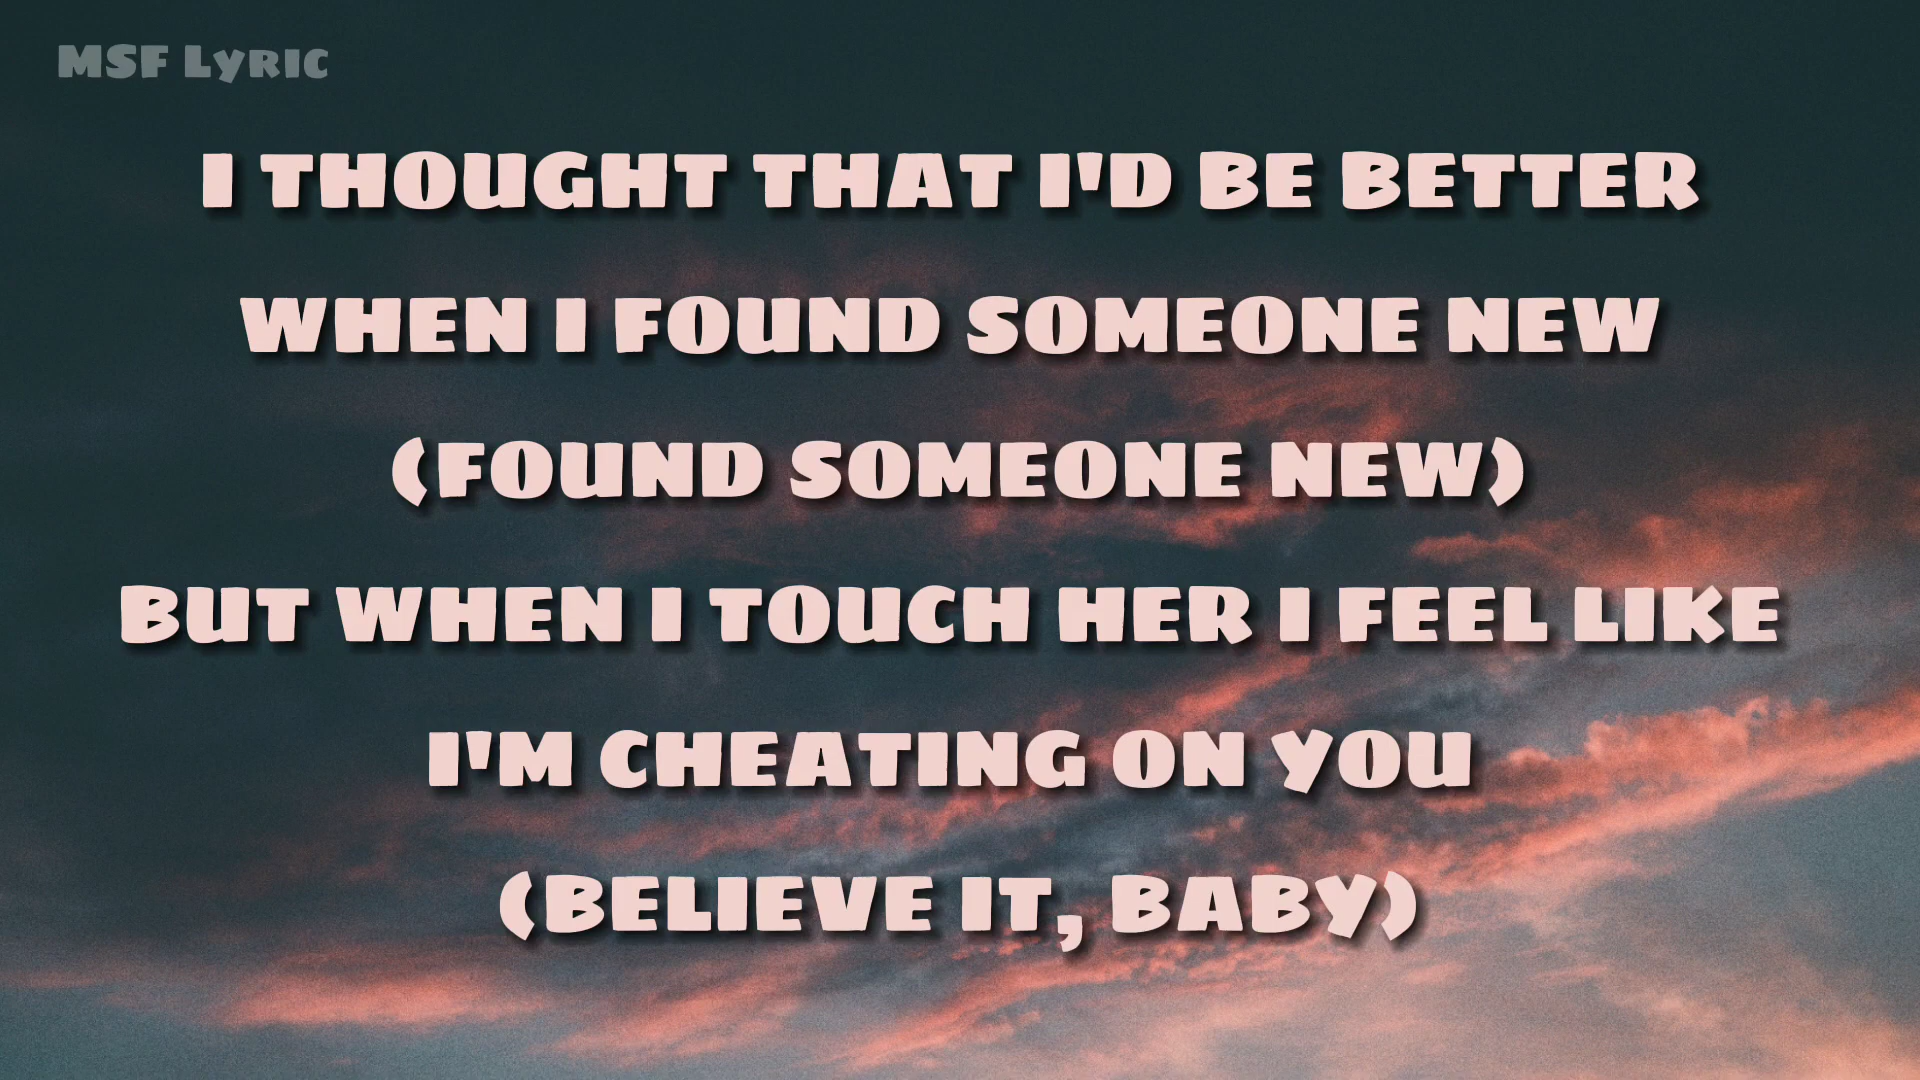 MSF Lyric
I THOUGHT THAT I'D BE BETTER
WHEN I FOUND SOMEONE NEW
(FOUND SOMEONE NEW)
BUT WHEN I TOUCH HER I FEEL LIKE
I'M CHEATING ON YOU
(BELIEVE IT, BABY)